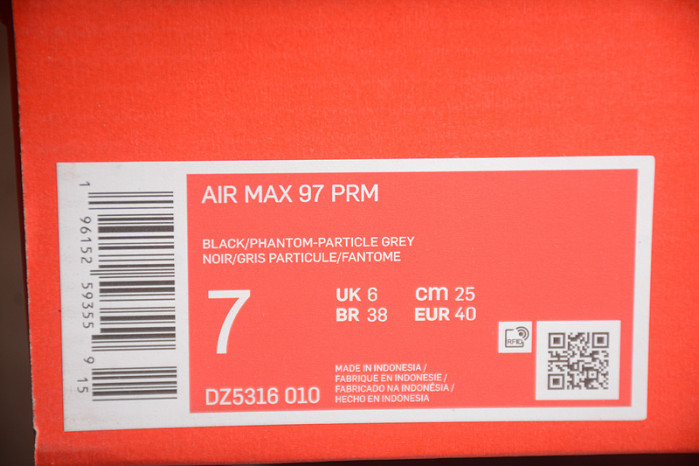 AIR MAX 97 PRM
BLACK/PHANTOM-PARTICLE GREY
NOIR/GRIS PARTICULE/FANTOME
7
UK 6 cm 25
BR 38 EUR 40
RFID
DZ5316 010
MADE IN INDONESIA /
FABRIQUE EN INDONESIE /
FABRICADO NA INDONÉSIA /
HECHO EN INDONESIA
1 96152 59355 9 15